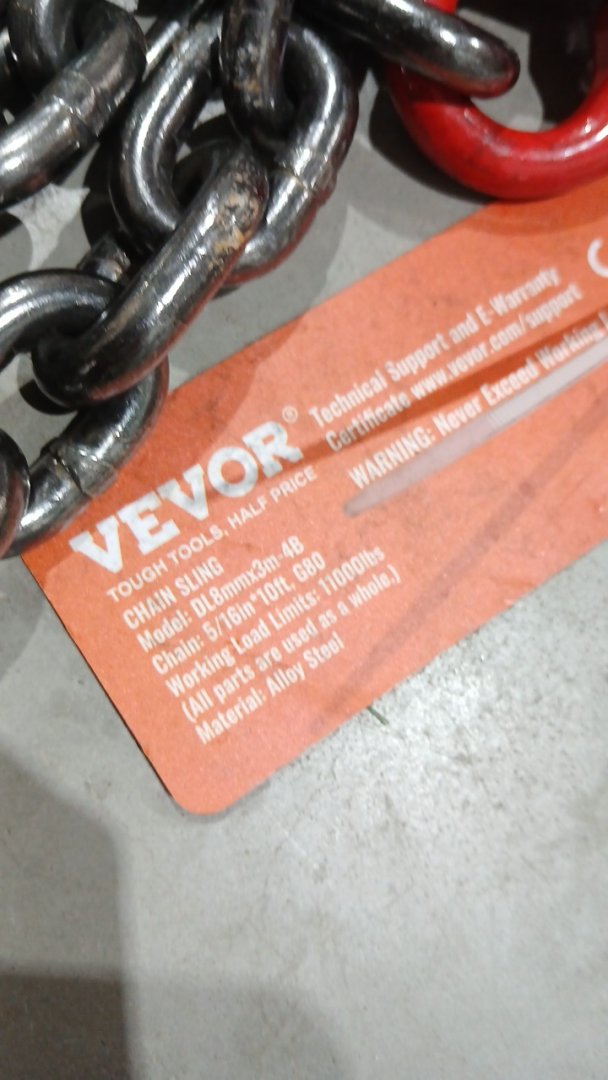 VEVOR®
TOUGH TOOLS, HALF PRICE
Technical Support and E-Warranty
Certificate www.vevor.com/support
WARNING: Never Exceed Working
CHAIN SLING
Model: DL8mmx3m-4B
Chain: 5/16in*10ft, G80
Working Load Limits: 11000lbs
(All parts are used as a whole.)
Material: Alloy Steel